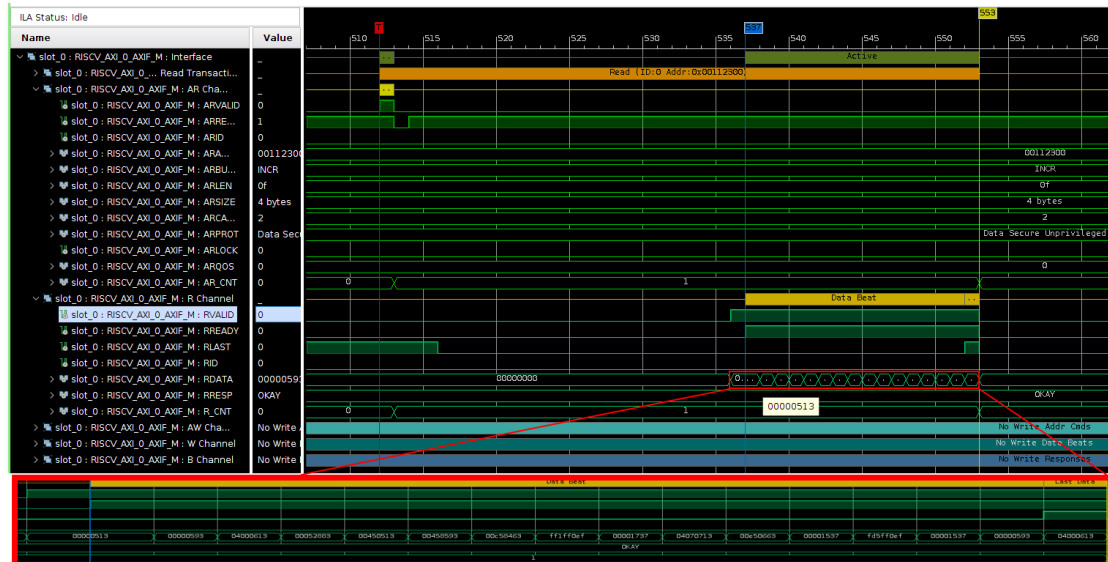 ILA Status: Idle
Name Value
slot_0 : RISCV_AXI_0_AXIF_M : Interface _
slot_0 : RISCV_AXI_0_... Read Transacti... _
slot_0 : RISCV_AXI_0_AXIF_M : AR Cha... _
slot_0 : RISCV_AXI_0_AXIF_M : ARVALID 0
slot_0 : RISCV_AXI_0_AXIF_M : ARRE... 1
slot_0 : RISCV_AXI_0_AXIF_M : ARID 0
slot_0 : RISCV_AXI_0_AXIF_M : ARA... 00112300
slot_0 : RISCV_AXI_0_AXIF_M : ARBU... INCR
slot_0 : RISCV_AXI_0_AXIF_M : ARLEN 0f
slot_0 : RISCV_AXI_0_AXIF_M : ARSIZE 4 bytes
slot_0 : RISCV_AXI_0_AXIF_M : ARCA... 2
slot_0 : RISCV_AXI_0_AXIF_M : ARPROT Data Sec
slot_0 : RISCV_AXI_0_AXIF_M : ARLOCK 0
slot_0 : RISCV_AXI_0_AXIF_M : ARQOS 0
slot_0 : RISCV_AXI_0_AXIF_M : AR_CNT 0
slot_0 : RISCV_AXI_0_AXIF_M : R Channel _
slot_0 : RISCV_AXI_0_AXIF_M : RVALID 0
slot_0 : RISCV_AXI_0_AXIF_M : RREADY 0
slot_0 : RISCV_AXI_0_AXIF_M : RLAST 0
slot_0 : RISCV_AXI_0_AXIF_M : RID 0
slot_0 : RISCV_AXI_0_AXIF_M : RDATA 00000593
slot_0 : RISCV_AXI_0_AXIF_M : RRESP OKAY
slot_0 : RISCV_AXI_0_AXIF_M : R_CNT 0
slot_0 : RISCV_AXI_0_AXIF_M : AW Cha... No Write A
slot_0 : RISCV_AXI_0_AXIF_M : W Channel No Write
slot_0 : RISCV_AXI_0_AXIF_M : B Channel No Write
T 537 553
510 515 520 525 530 535 540 545 550 555 560
.. Active
Read (ID:0 Addr:0x00112300)
..
00112300
INCR
0f
4 bytes
2
Data Secure Unprivileged
0
0 1
Data Beat ..
00000000 0...
OKAY
00000513
0 1
No Write Addr Cmds
No Write Data Beats
No Write Responses
Data Beat Last Data
00000513 00000593 04000613 00052883 00450513 00458593 00c58463 ff1ff0ef 00001737 04070713 00e50663 00001537 fd5ff0ef 00001537 00000593 04000613
OKAY
1